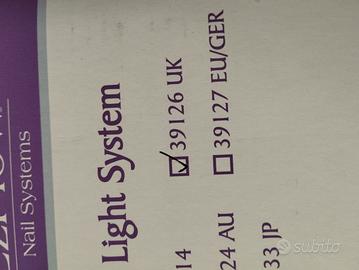 Nail Systems
Light System
14 ☑ 39126 UK
24 AU ☐ 39127 EU/GER
33 JP
subito